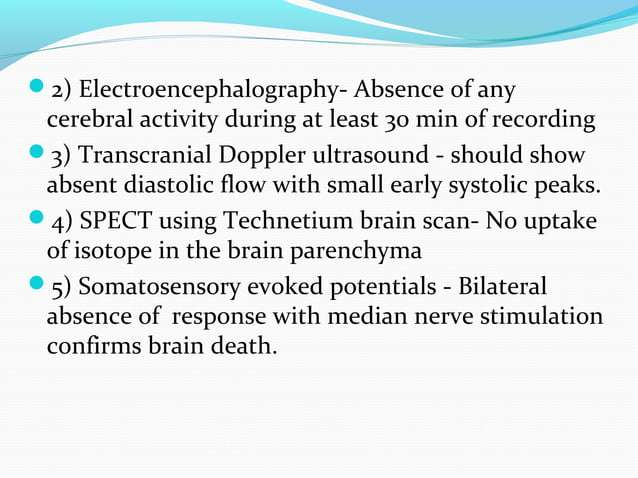 2) Electroencephalography- Absence of any
cerebral activity during at least 30 min of recording
3) Transcranial Doppler ultrasound - should show
absent diastolic flow with small early systolic peaks.
4) SPECT using Technetium brain scan- No uptake
of isotope in the brain parenchyma
5) Somatosensory evoked potentials - Bilateral
absence of  response with median nerve stimulation
confirms brain death.